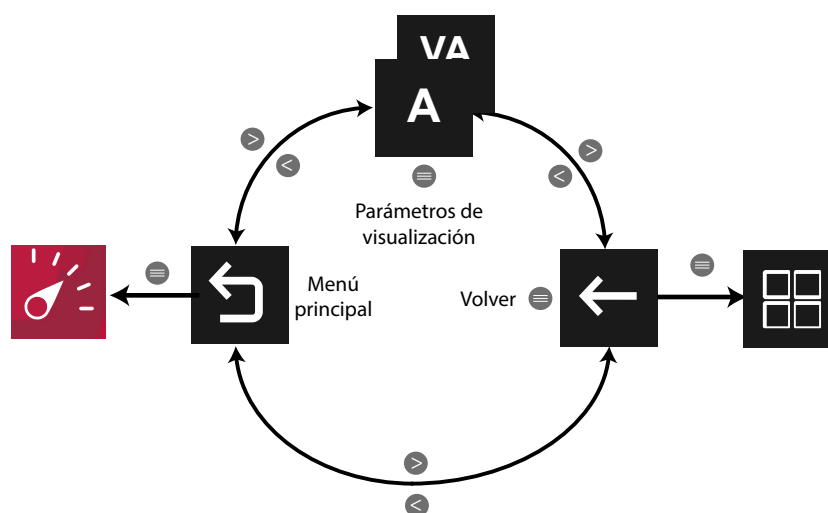 VA
A
>
<
>
<
Parámetros de
visualización
Menú
principal
Volver
>
<